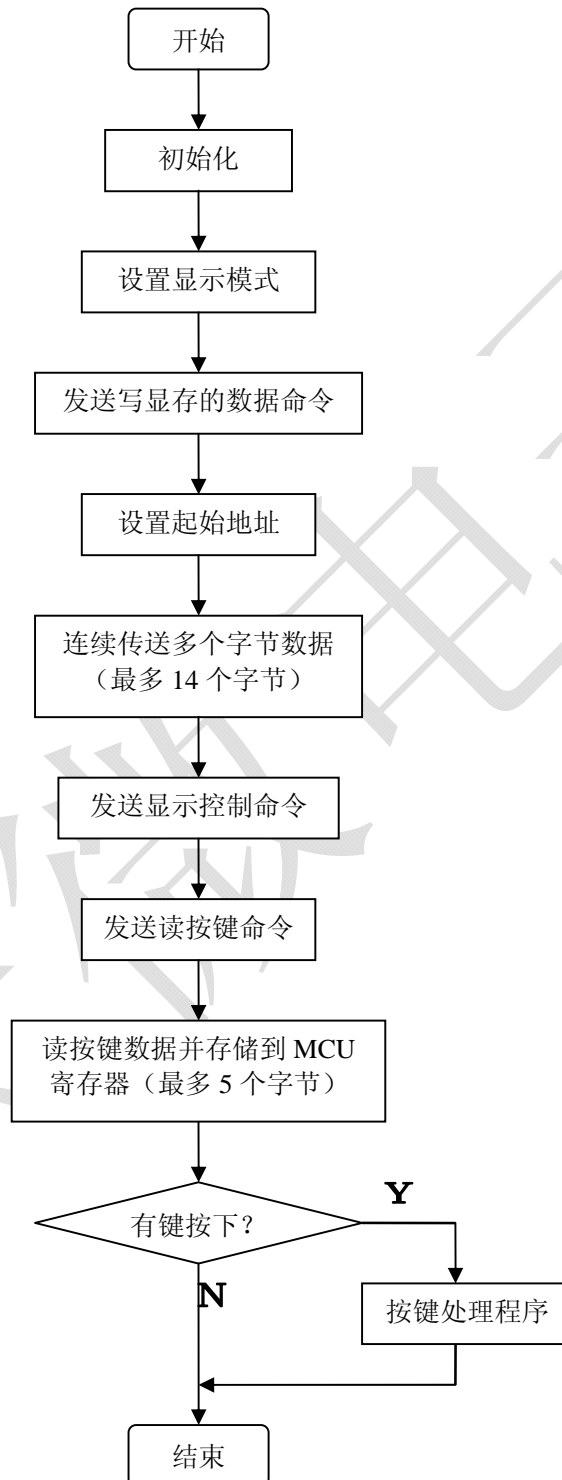 开始
初始化
设置显示模式
发送写显存的数据命令
设置起始地址
连续传送多个字节数据
（最多 14 个字节）
发送显示控制命令
发送读按键命令
读按键数据并存储到 MCU
寄存器（最多 5 个字节）
有键按下？
Y
N
按键处理程序
结束